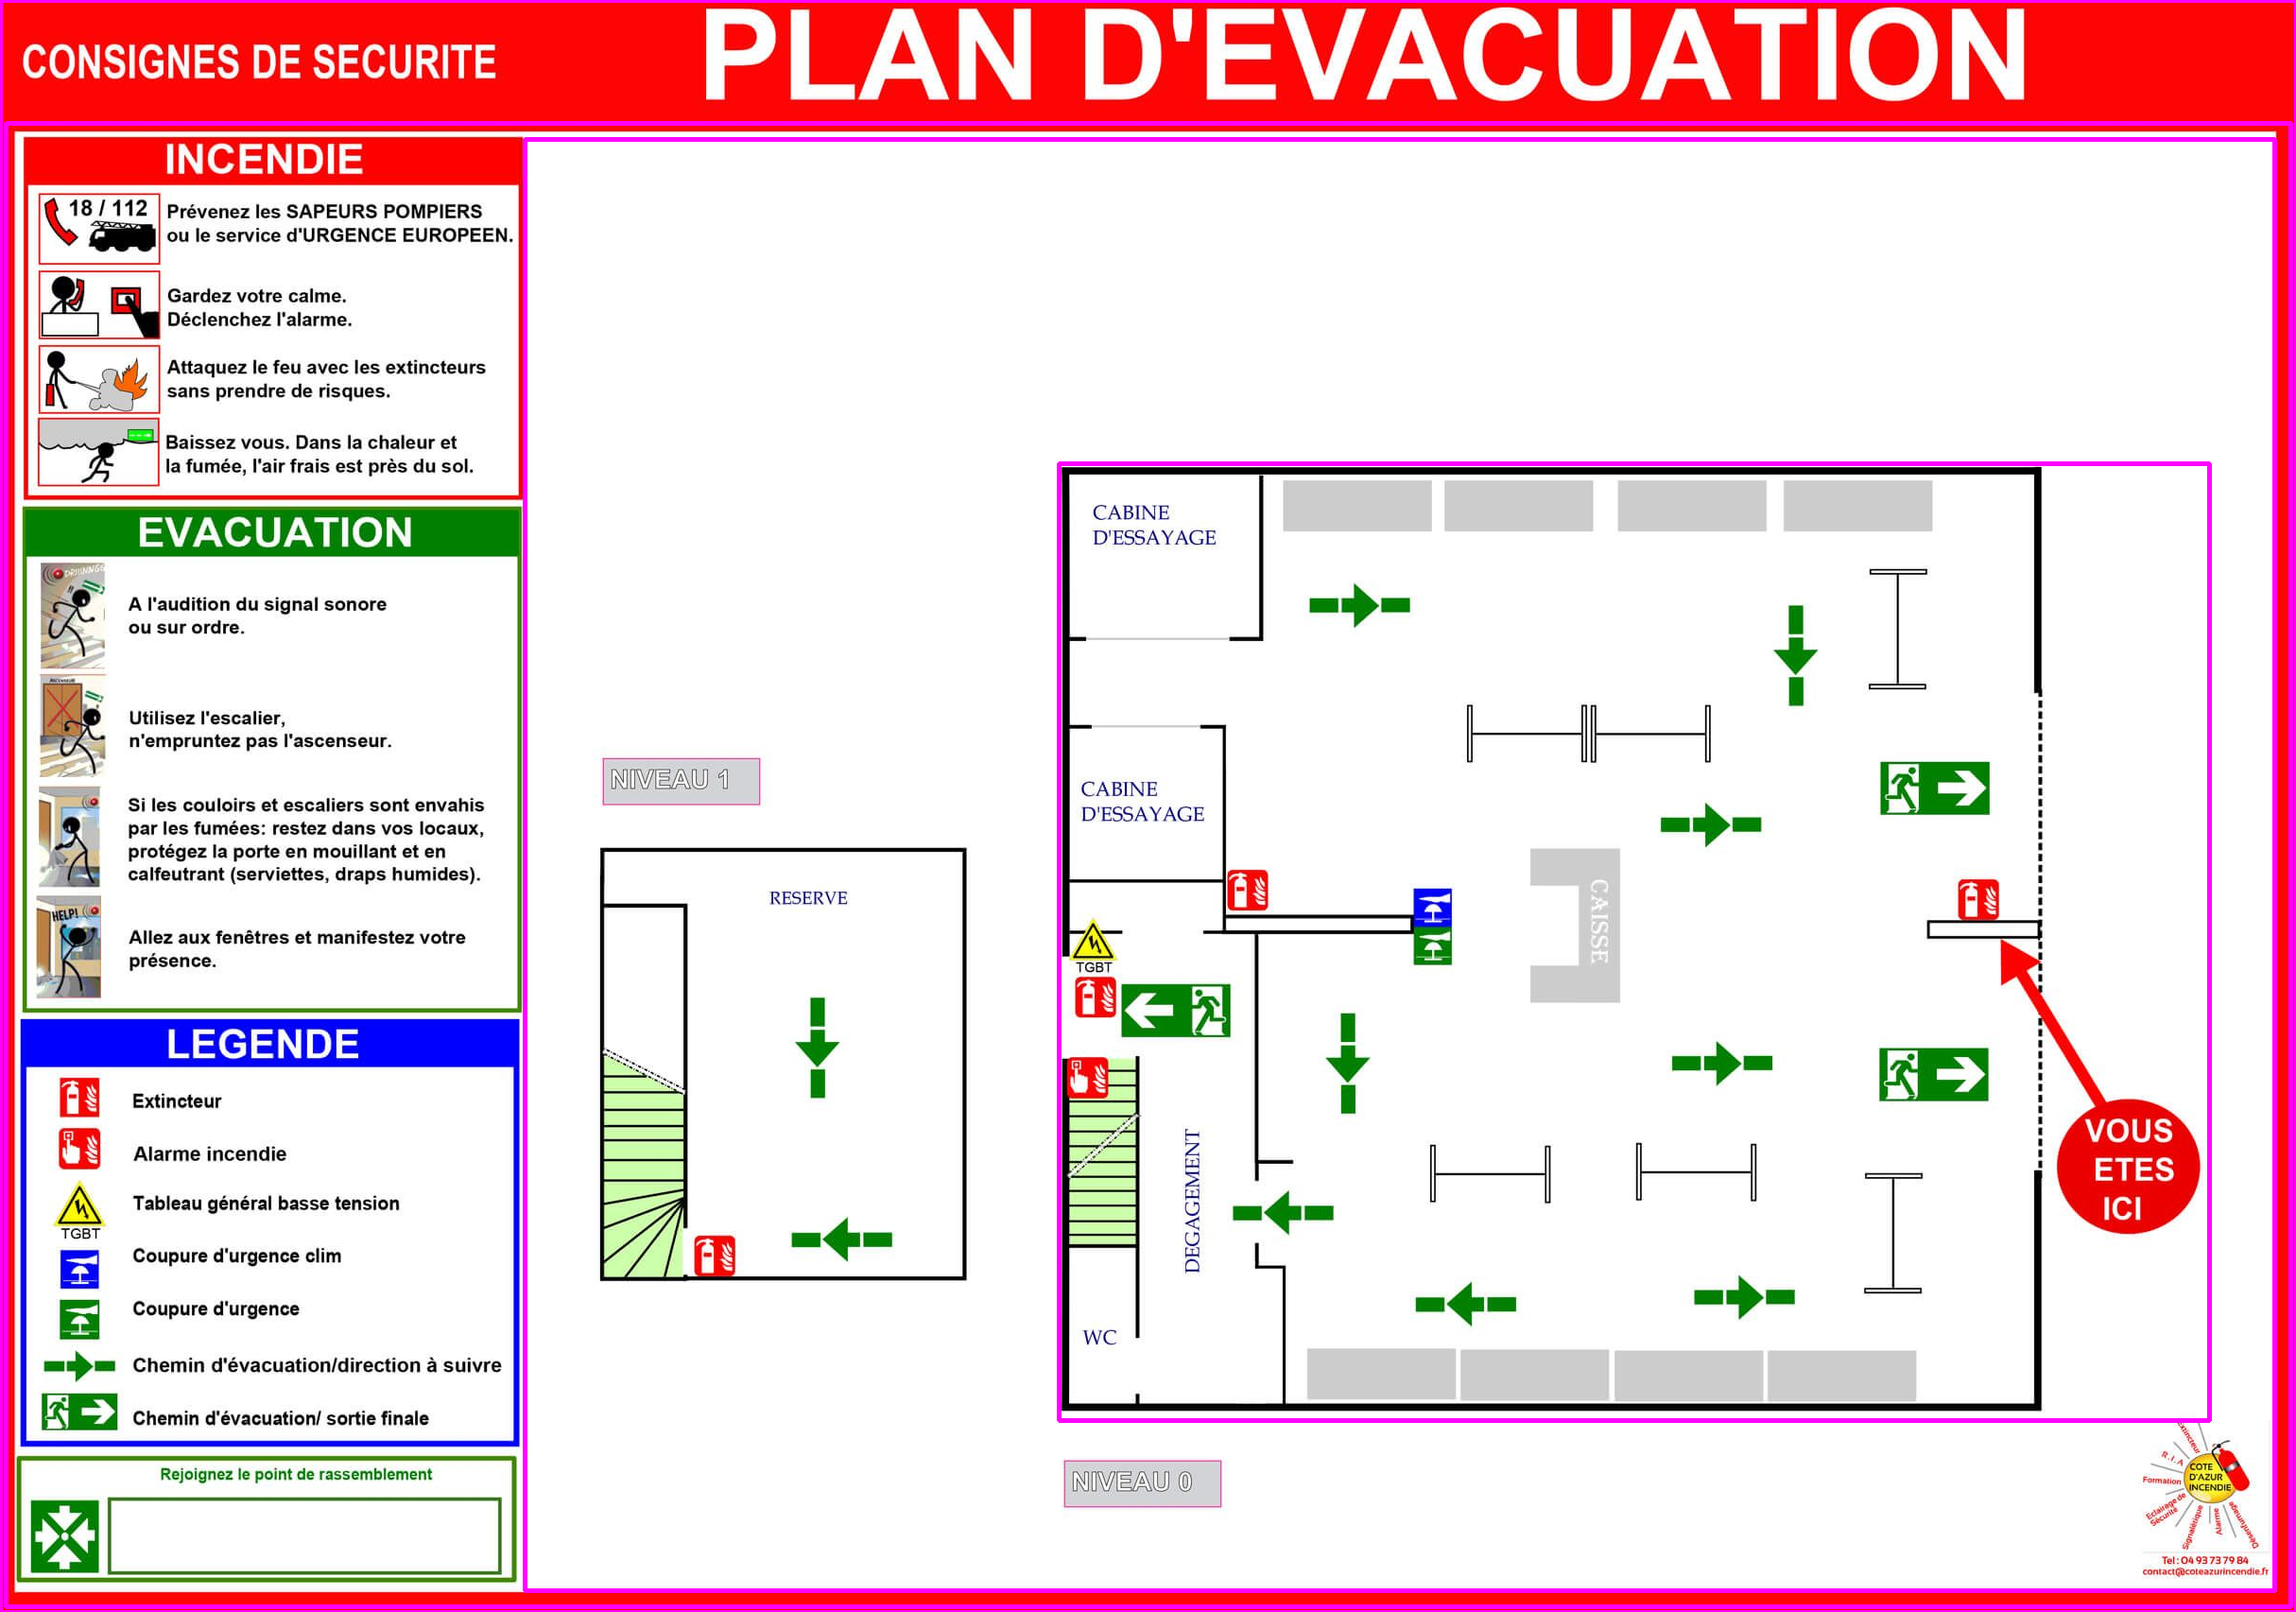 CONSIGNES DE SECURITE
PLAN D'EVACUATION
INCENDIE
18 / 112
Prévenez les SAPEURS POMPIERS
ou le service d'URGENCE EUROPEEN.
Gardez votre calme.
Déclenchez l'alarme.
Attaquez le feu avec les extincteurs
sans prendre de risques.
Baissez vous. Dans la chaleur et
la fumée, l'air frais est près du sol.
EVACUATION
A l'audition du signal sonore
ou sur ordre.
ASCENSEUR
Utilisez l'escalier,
n'empruntez pas l'ascenseur.
Si les couloirs et escaliers sont envahis
par les fumées: restez dans vos locaux,
protégez la porte en mouillant et en
calfeutrant (serviettes, draps humides).
HELP!
Allez aux fenêtres et manifestez votre
présence.
LEGENDE
Extincteur
Alarme incendie
Tableau général basse tension
TGBT
Coupure d'urgence clim
Coupure d'urgence
Chemin d'évacuation/direction à suivre
Chemin d'évacuation/ sortie finale
Rejoignez le point de rassemblement
NIVEAU 1
RESERVE
CABINE
D'ESSAYAGE
CABINE
D'ESSAYAGE
TGBT
CAISSE
DEGAGEMENT
WC
VOUS
ETES
ICI
NIVEAU 0
Extincteur
R.I.A
Formation
Eclairage de
Sécurité
Signalétique
Alarme
Désenfumage
COTE
D'AZUR
INCENDIE
Tel : 04 93 73 79 84
contact@coteazurincendie.fr